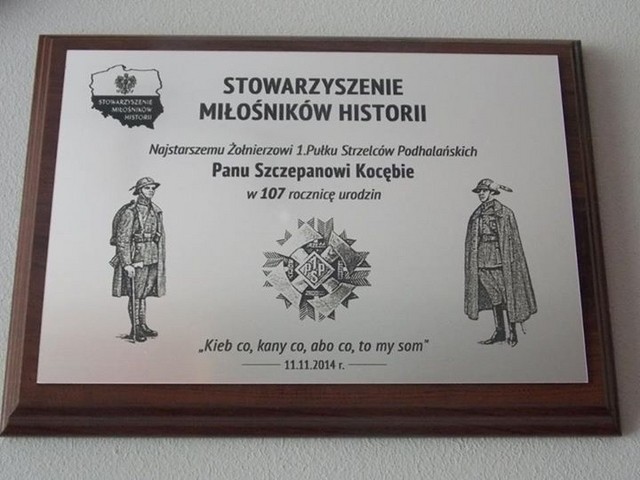 STOWARZYSZENIE
MIŁOŚNIKÓW
HISTORII
STOWARZYSZENIE
MIŁOŚNIKÓW HISTORII
Najstarszemu Żołnierzowi 1.Pułku Strzelców Podhalańskich
Panu Szczepanowi Kocębie
w 107 rocznicę urodzin
„Kieb co, kany co, abo co, to my som"
11.11.2014 r.